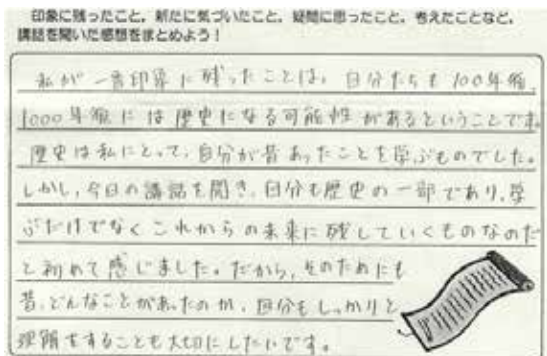 印象に残ったこと、新たに気づいたこと、疑問に思ったこと、考えたことなど、
講話を聞いた感想をまとめよう！
私が一番印象に残ったことは、自分たちも100年後、
1000年後には歴史になる可能性があるということです。
歴史は私にとって、自分が昔あったことを学ぶものでした。
しかし、今日の講話を聞き、自分も歴史の一部であり、学
ぶだけでなくこれからの未来に残していくものなのだ
と初めて感じました。だから、そのためにも
昔、どんなことがあったのか、自分もしっかりと
理解をすることも大切にしたいです。